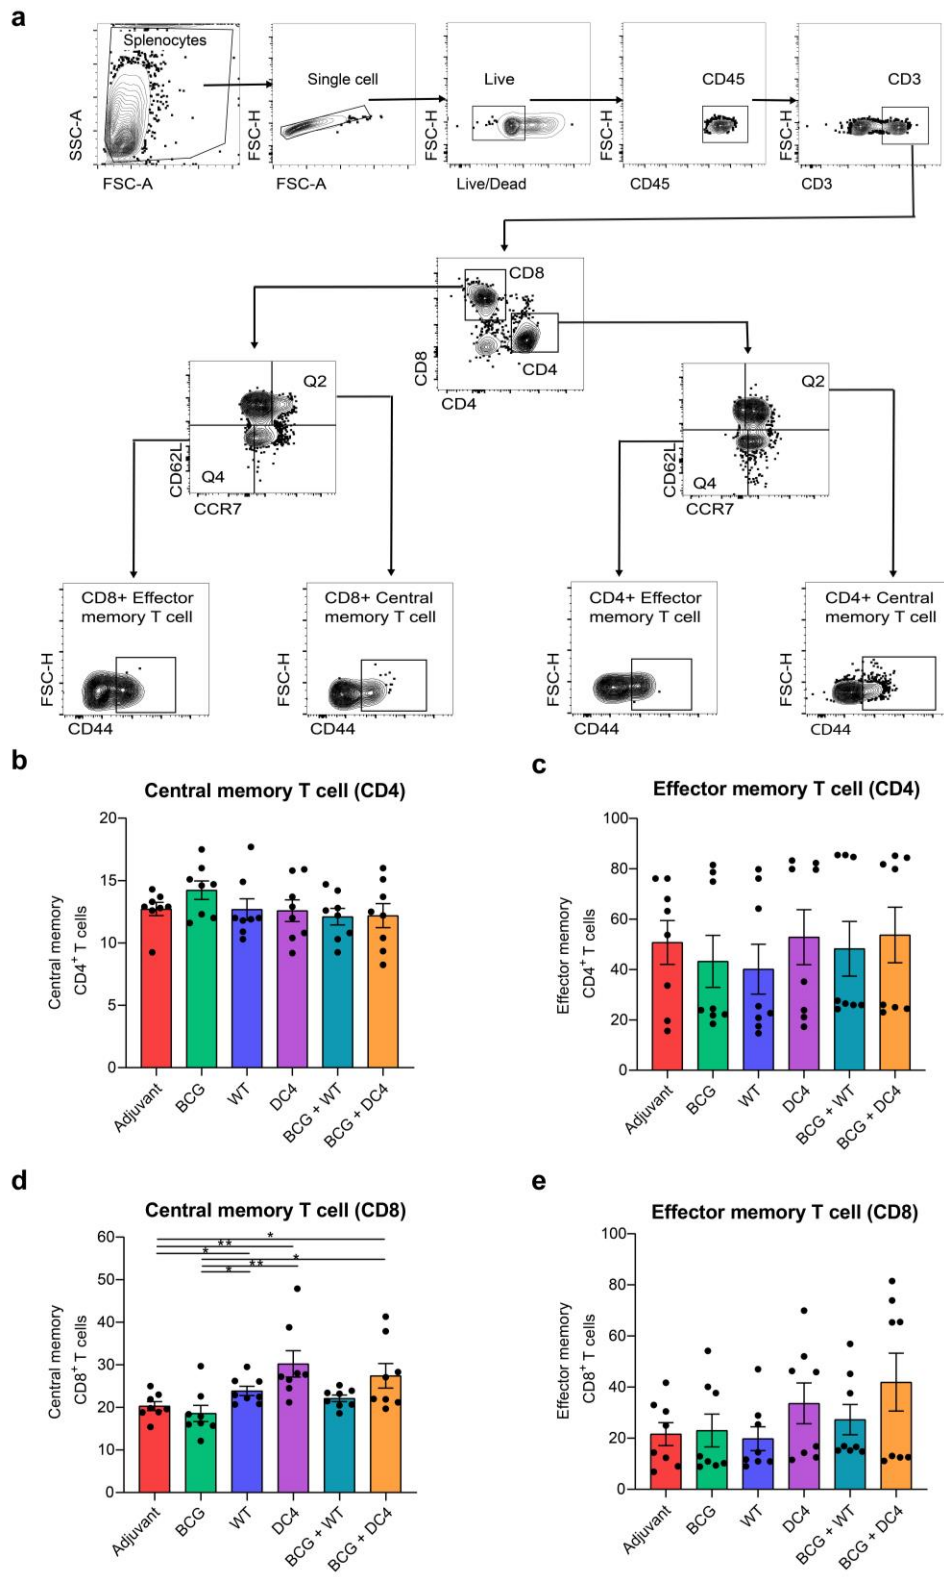 a
Splenocytes
SSC-A
FSC-A
Single cell
FSC-H
FSC-A
Live
FSC-H
Live/Dead
CD45
FSC-H
CD45
CD3
FSC-H
CD3
CD8
CD4
CD8
CD4
Q2
Q4
CD62L
CCR7
Q2
Q4
CD62L
CCR7
CD8+ Effector
memory T cell
FSC-H
CD44
CD8+ Central
memory T cell
FSC-H
CD44
CD4+ Effector
memory T cell
FSC-H
CD44
CD4+ Central
memory T cell
FSC-H
CD44
b
Central memory T cell (CD4)
Central memory
CD4+ T cells
20
15
10
5
0
Adjuvant
BCG
WT
DC4
BCG + WT
BCG + DC4
c
Effector memory T cell (CD4)
Effector memory
CD4+ T cells
100
80
60
40
20
0
Adjuvant
BCG
WT
DC4
BCG + WT
BCG + DC4
d
Central memory T cell (CD8)
Central memory
CD8+ T cells
60
50
40
30
20
10
0
*
**
*
*
**
*
Adjuvant
BCG
WT
DC4
BCG + WT
BCG + DC4
e
Effector memory T cell (CD8)
Effector memory
CD8+ T cells
100
80
60
40
20
0
Adjuvant
BCG
WT
DC4
BCG + WT
BCG + DC4